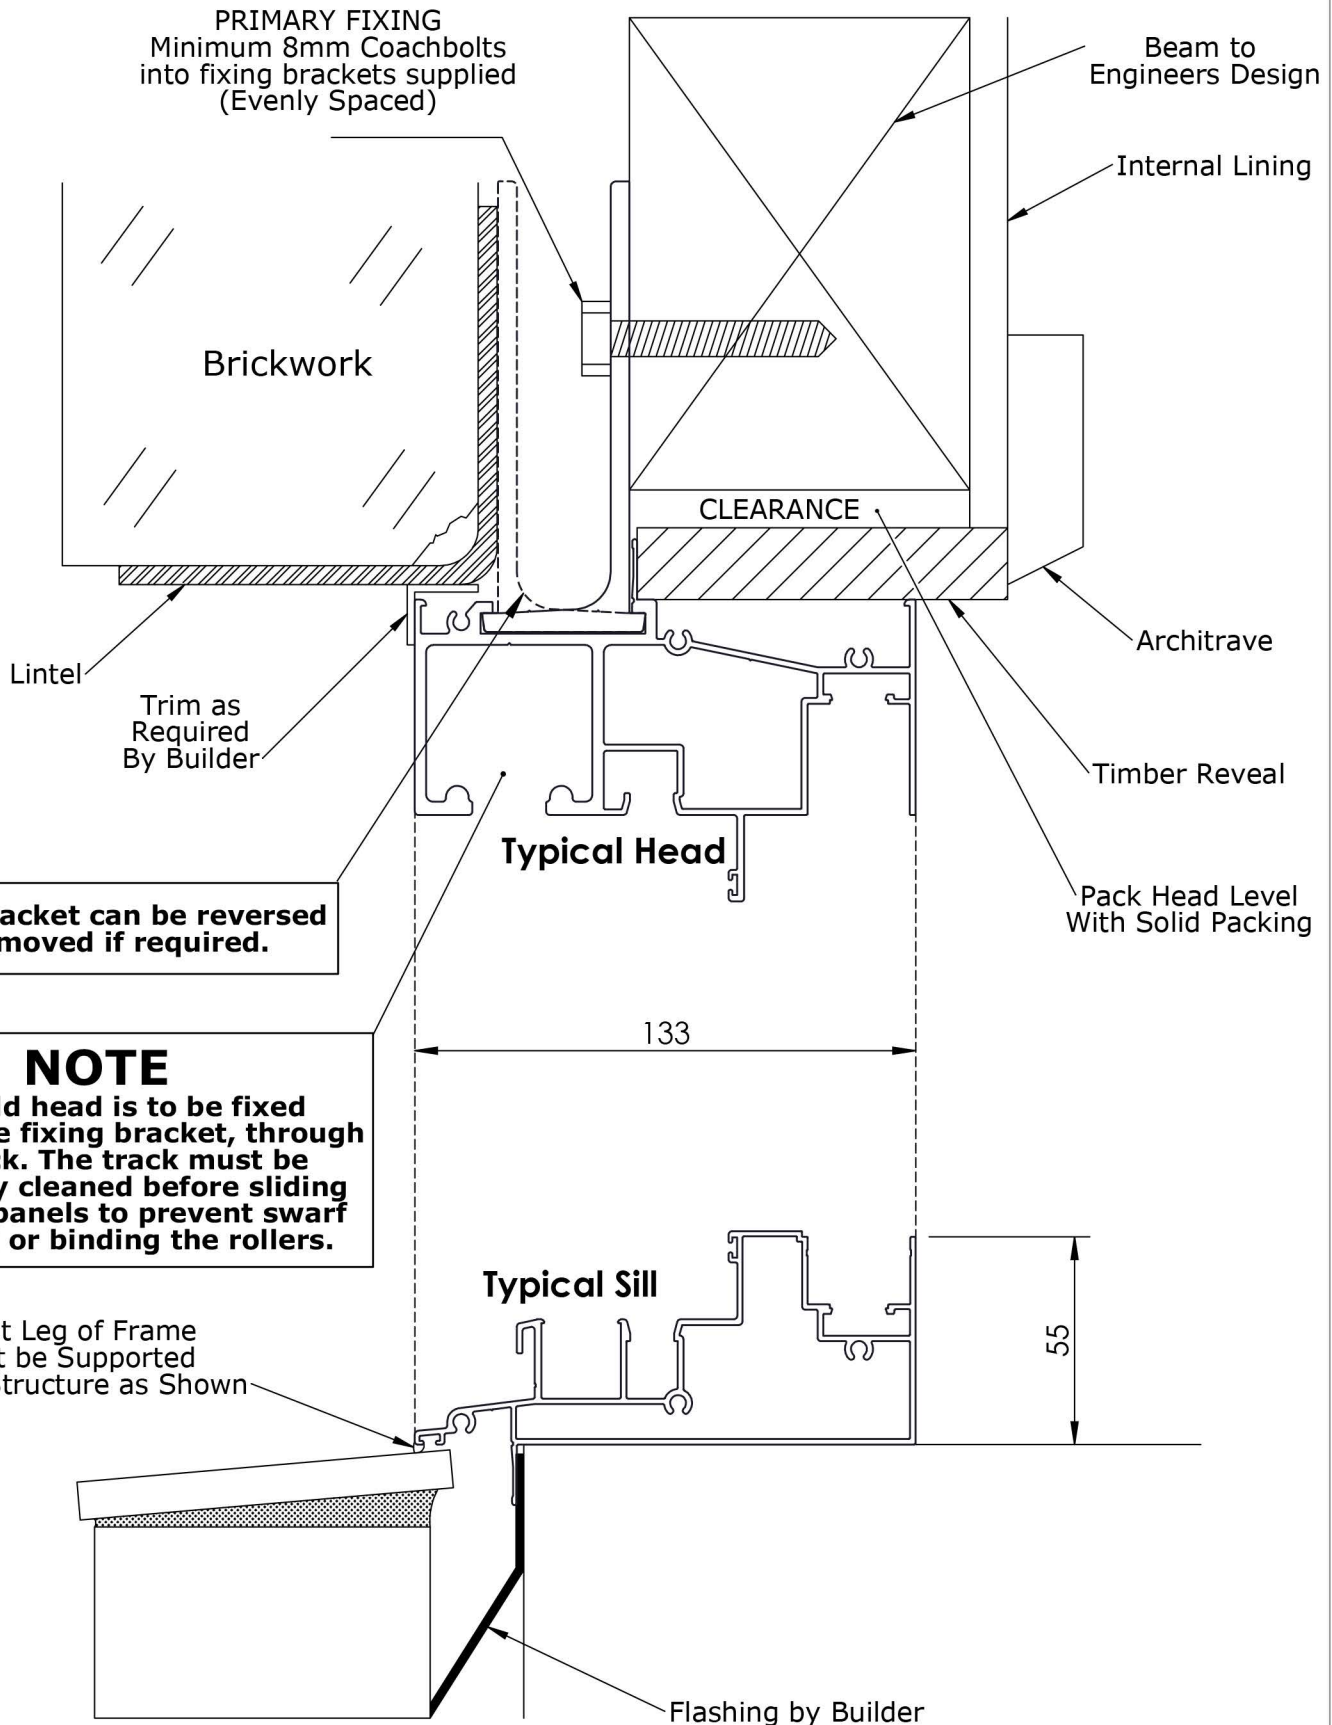 PRIMARY FIXING
Minimum 8mm Coachbolts
into fixing brackets supplied
(Evenly Spaced)
Beam to
Engineers Design
Internal Lining
Brickwork
CLEARANCE
Lintel
Trim as
Required
By Builder
Architrave
Timber Reveal
Typical Head
Pack Head Level
With Solid Packing
acket can be reversed
moved if required.
133
NOTE
ld head is to be fixed
e fixing bracket, through
ck. The track must be
y cleaned before sliding
panels to prevent swarf
or binding the rollers.
Typical Sill
55
t Leg of Frame
t be Supported
Structure as Shown
Flashing by Builder